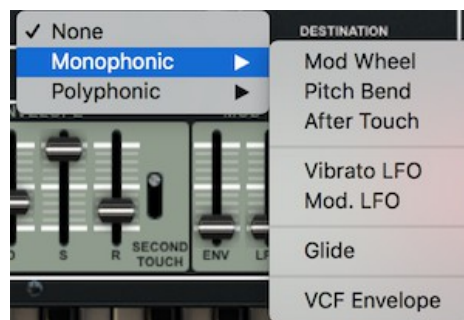 ✓ None
Monophonic ▶
Polyphonic ▶
DESTINATION
Mod Wheel
Pitch Bend
After Touch
Vibrato LFO
Mod. LFO
Glide
VCF Envelope
S
R
SECOND
TOUCH
ENV